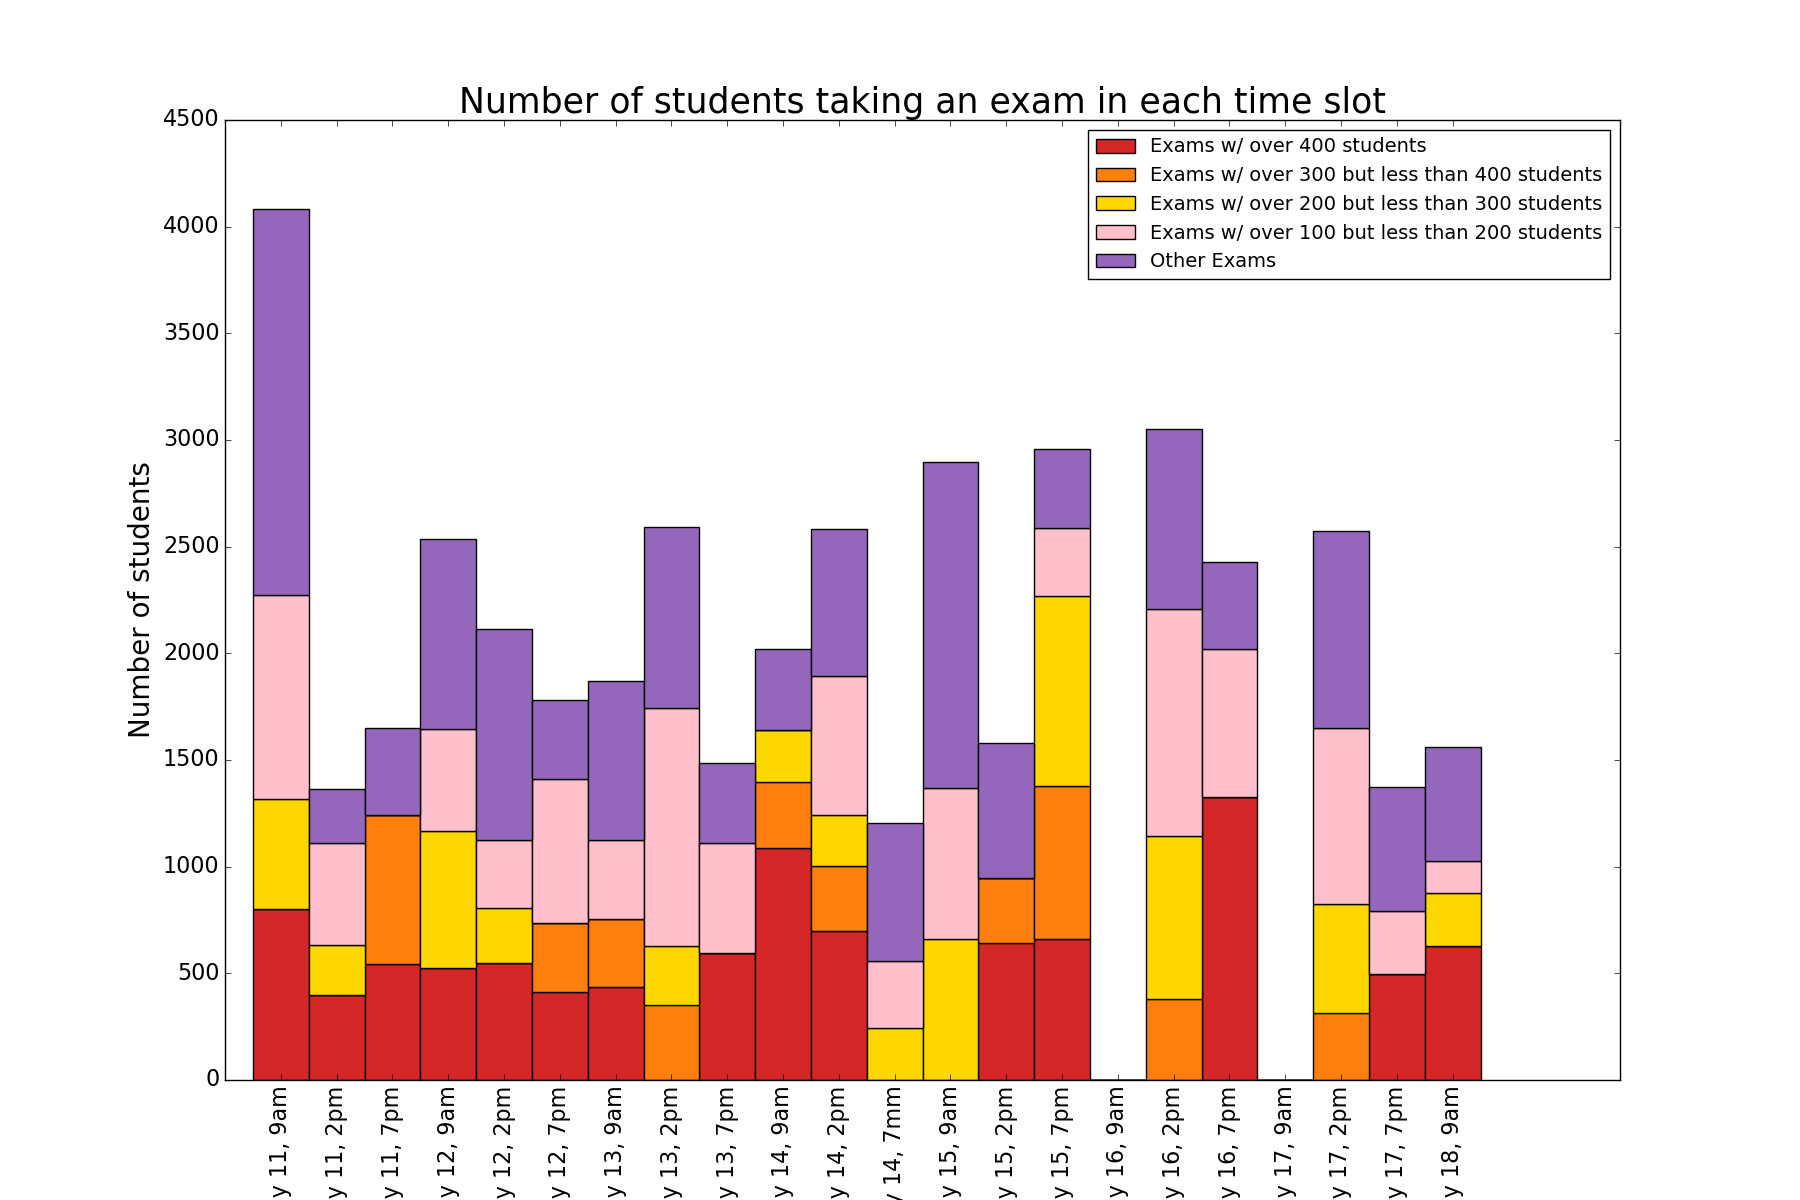 Number of students taking an exam in each time slot
4500
4000
3500
3000
2500
2000
1500
1000
500
0
Number of students
Exams w/ over 400 students
Exams w/ over 300 but less than 400 students
Exams w/ over 200 but less than 300 students
Exams w/ over 100 but less than 200 students
Other Exams
y 11, 9am
y 11, 2pm
y 11, 7pm
y 12, 9am
y 12, 2pm
y 12, 7pm
y 13, 9am
y 13, 2pm
y 13, 7pm
y 14, 9am
y 14, 2pm
y 14, 7mm
y 15, 9am
y 15, 2pm
y 15, 7pm
y 16, 9am
y 16, 2pm
y 16, 7pm
y 17, 9am
y 17, 2pm
y 17, 7pm
y 18, 9am